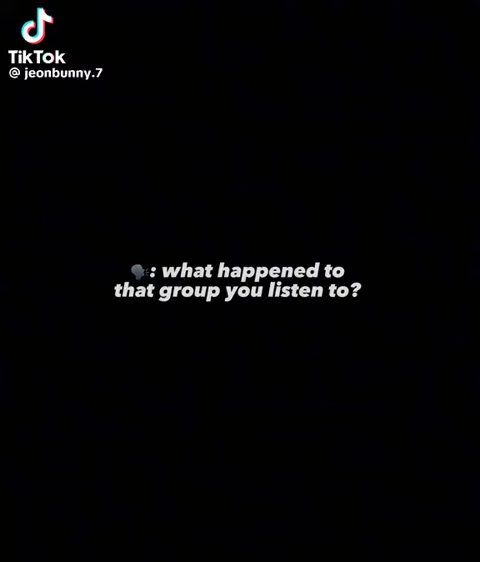 TikTok
@ jeonbunny.7
🗣: what happened to
that group you listen to?